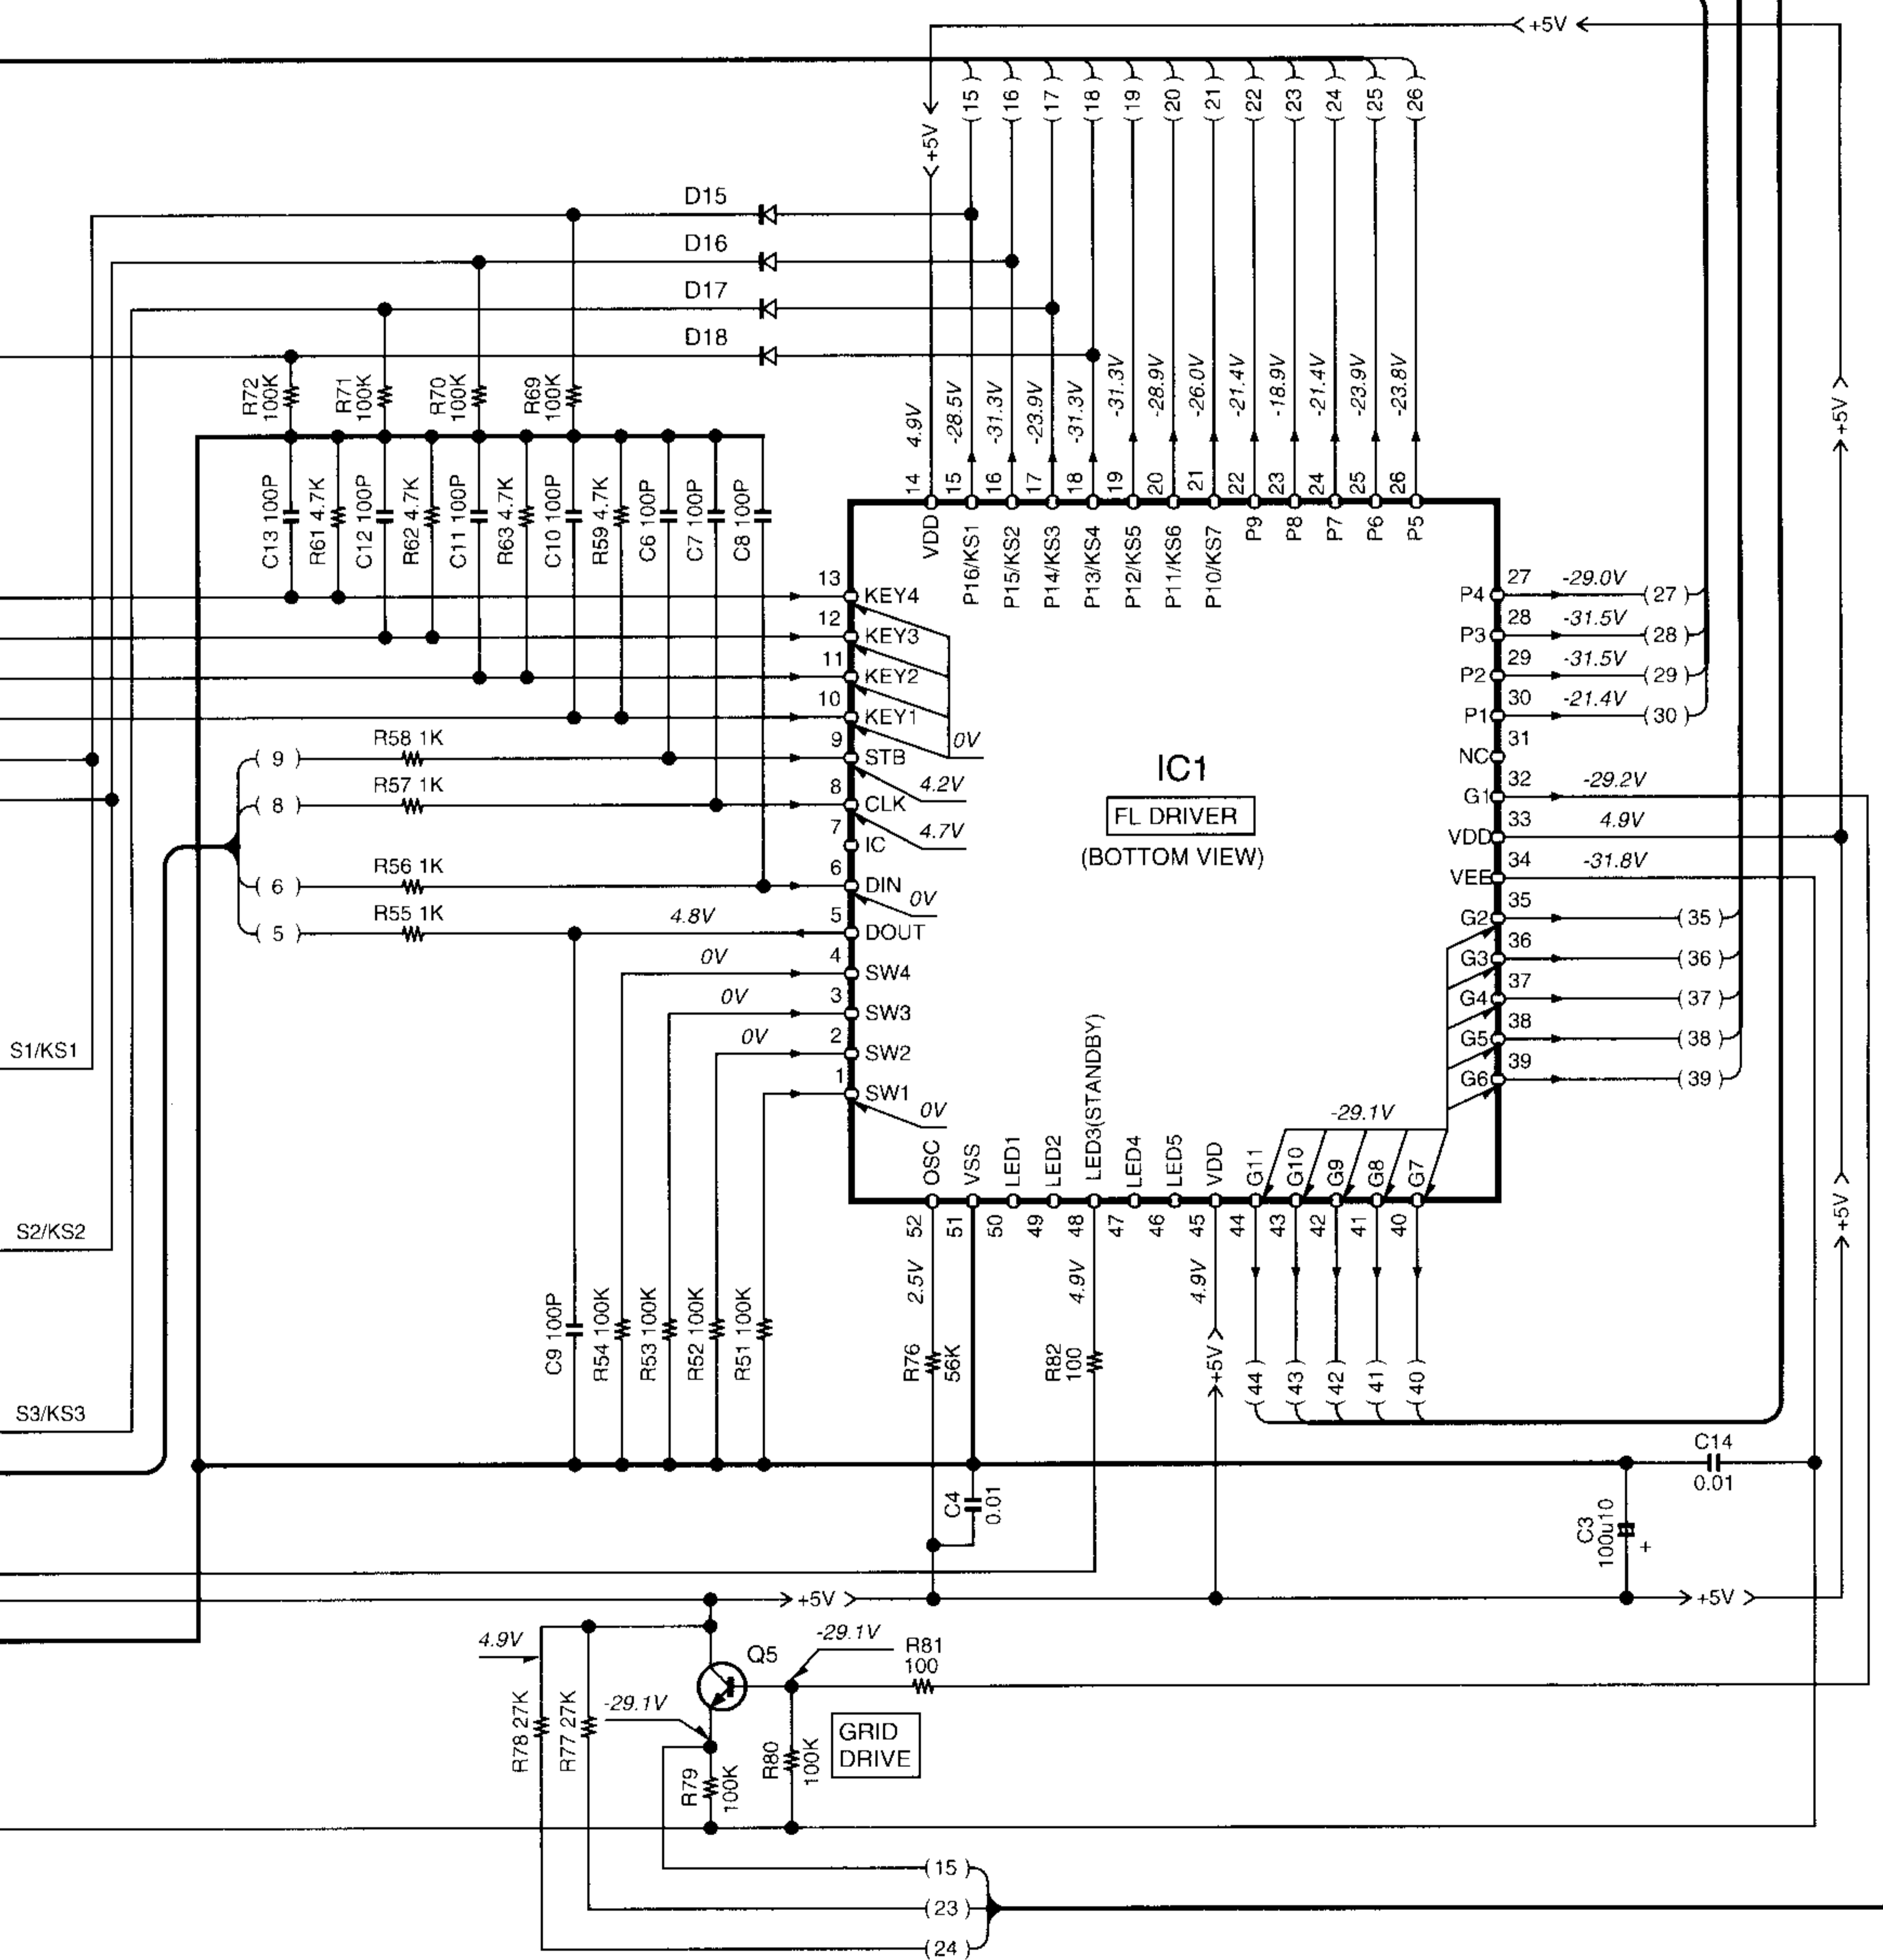 +5V
+5V
15
16
17
18
19
20
21
22
23
24
25
26
D15
D16
D17
D18
R72 100K
R71 100K
R70 100K
R69 100K
4.9V
-28.5V
-31.3V
-23.9V
-31.3V
-31.3V
-28.9V
-26.0V
-21.4V
-18.9V
-21.4V
-23.9V
-23.8V
+5V
14
15
16
17
18
19
20
21
22
23
24
25
26
C13 100P
R61 4.7K
C12 100P
R62 4.7K
C11 100P
R63 4.7K
C10 100P
R59 4.7K
C6 100P
C7 100P
C8 100P
VDD
P16/KS1
P15/KS2
P14/KS3
P13/KS4
P12/KS5
P11/KS6
P10/KS7
P9
P8
P7
P6
P5
13
KEY4
12
KEY3
11
KEY2
10
KEY1
0V
9
STB
4.2V
8
CLK
4.7V
7
IC
6
DIN
0V
5
DOUT
4
SW4
3
SW3
2
SW2
1
SW1
0V
(9) R58 1K
(8) R57 1K
(6) R56 1K
(5) R55 1K
4.8V
0V
0V
0V
IC1
FL DRIVER
(BOTTOM VIEW)
P4 27 -29.0V (27)
P3 28 -31.5V (28)
P2 29 -31.5V (29)
P1 30 -21.4V (30)
NC 31
G1 32 -29.2V
VDD 33 4.9V
VEE 34 -31.8V
G2 35 (35)
G3 36 (36)
G4 37 (37)
G5 38 (38)
G6 39 (39)
-29.1V
S1/KS1
S2/KS2
S3/KS3
OSC
VSS
LED1
LED2
LED3(STANDBY)
LED4
LED5
VDD
G11
G10
G9
G8
G7
52
51
50
49
48
47
46
45
44
43
42
41
40
2.5V
4.9V
4.9V
+5V
C9 100P
R54 100K
R53 100K
R52 100K
R51 100K
R76 56K
R82 100
+5V
(44)
(43)
(42)
(41)
(40)
C14
0.01
C4 0.01
C3 100u10
+
+5V
+5V
4.9V
Q5
-29.1V
R81
100
R78 27K
R77 27K
-29.1V
R79 100K
R80 100K
GRID
DRIVE
(15)
(23)
(24)